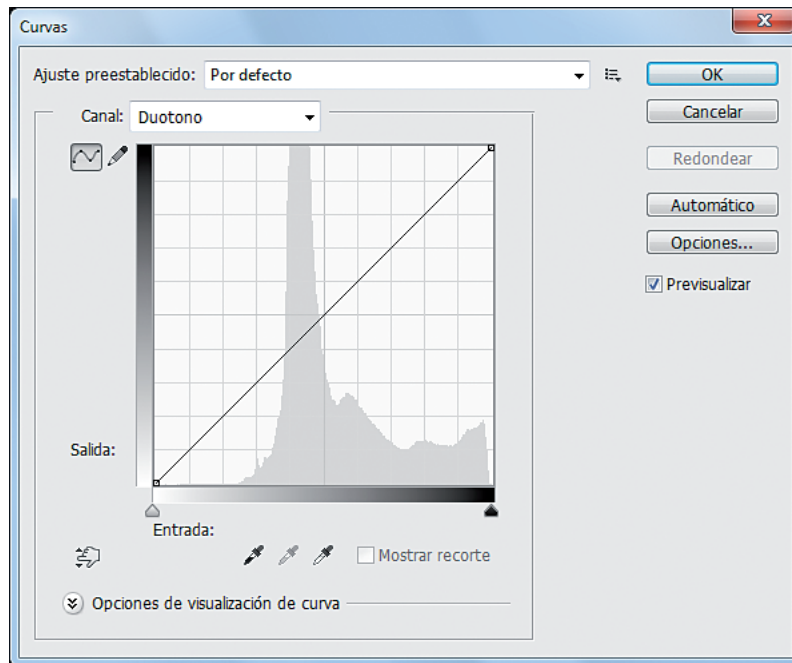 Curvas
Ajuste preestablecido: Por defecto
OK
Canal: Duotono
Cancelar
Redondear
Automático
Opciones...
Previsualizar
Salida:
Entrada:
Mostrar recorte
Opciones de visualización de curva